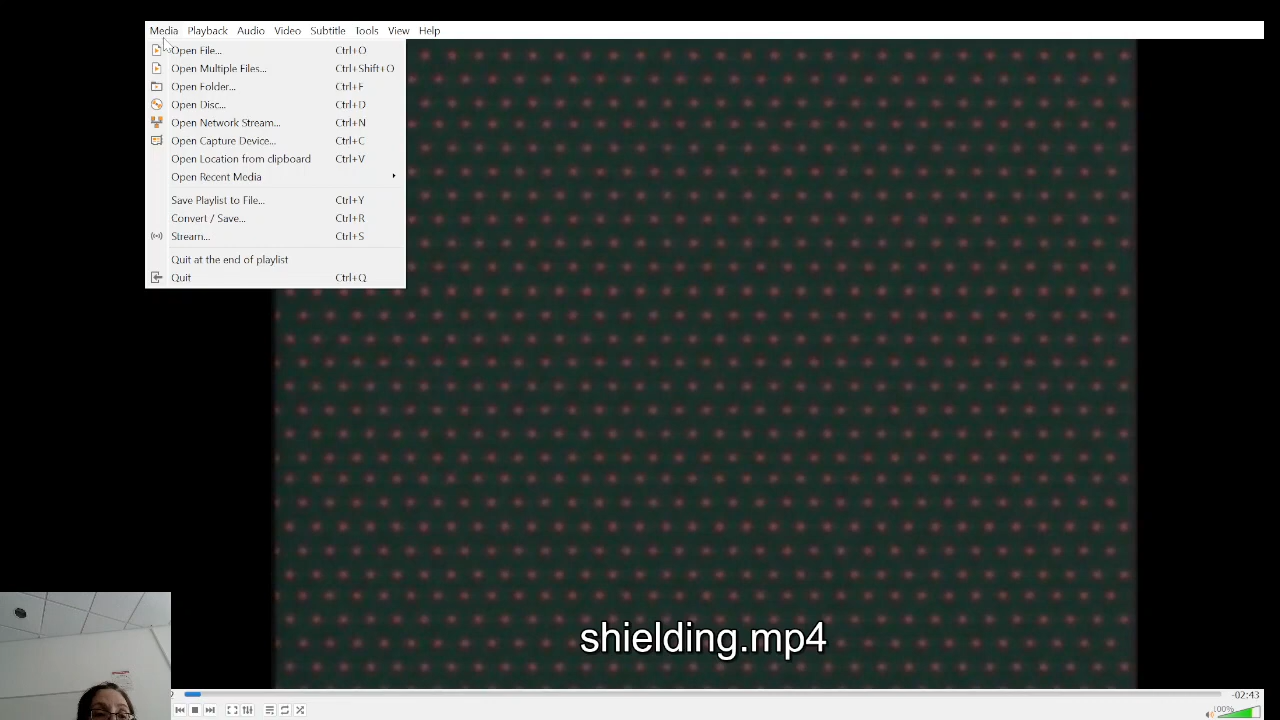 Media Playback Audio Video Subtitle Tools View Help
Open File... Ctrl+O
Open Multiple Files... Ctrl+Shift+O
Open Folder... Ctrl+F
Open Disc... Ctrl+D
Open Network Stream... Ctrl+N
Open Capture Device... Ctrl+C
Open Location from clipboard Ctrl+V
Open Recent Media
Save Playlist to File... Ctrl+Y
Convert / Save... Ctrl+R
Stream... Ctrl+S
Quit at the end of playlist
Quit Ctrl+Q
shielding.mp4
-02:43
100%